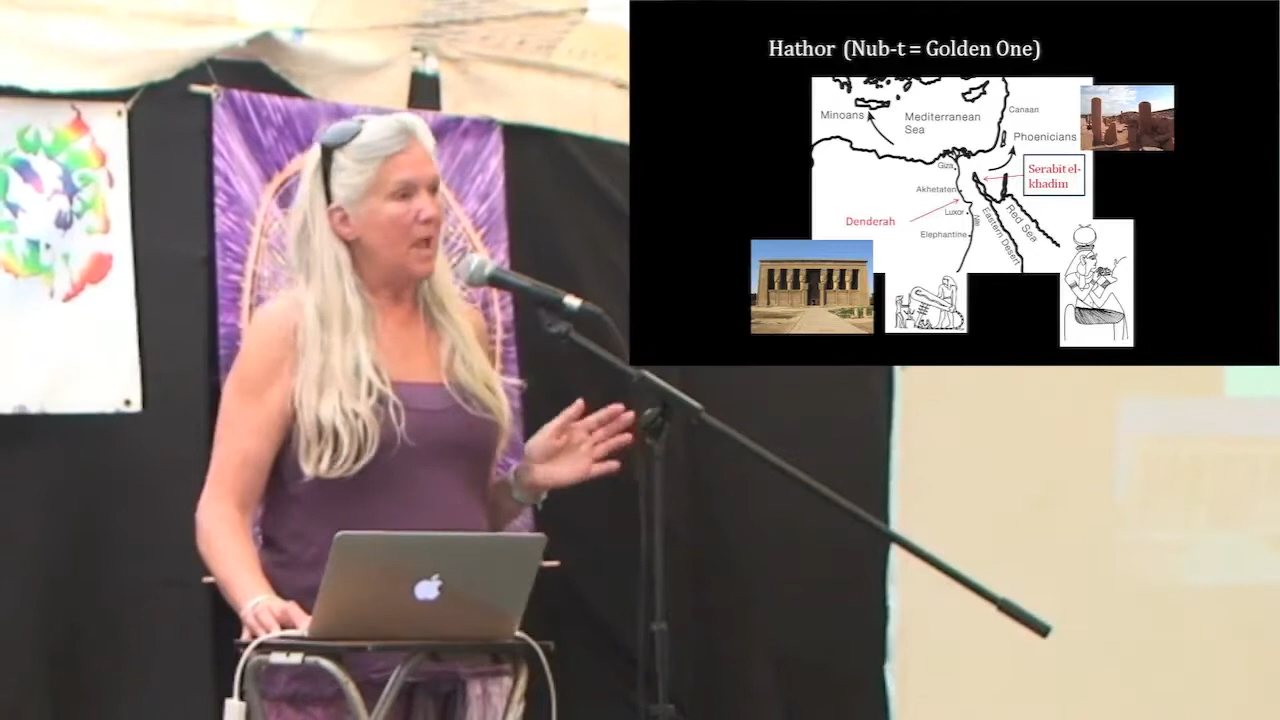 Hathor (Nub-t = Golden One)
Minoans
Mediterranean
Sea
Canaan
Phoenicians
Giza
Serabit el-
khadim
Akhetaten
Denderah
Luxor
Nile
Elephantine
Eastern Desert
Red Sea